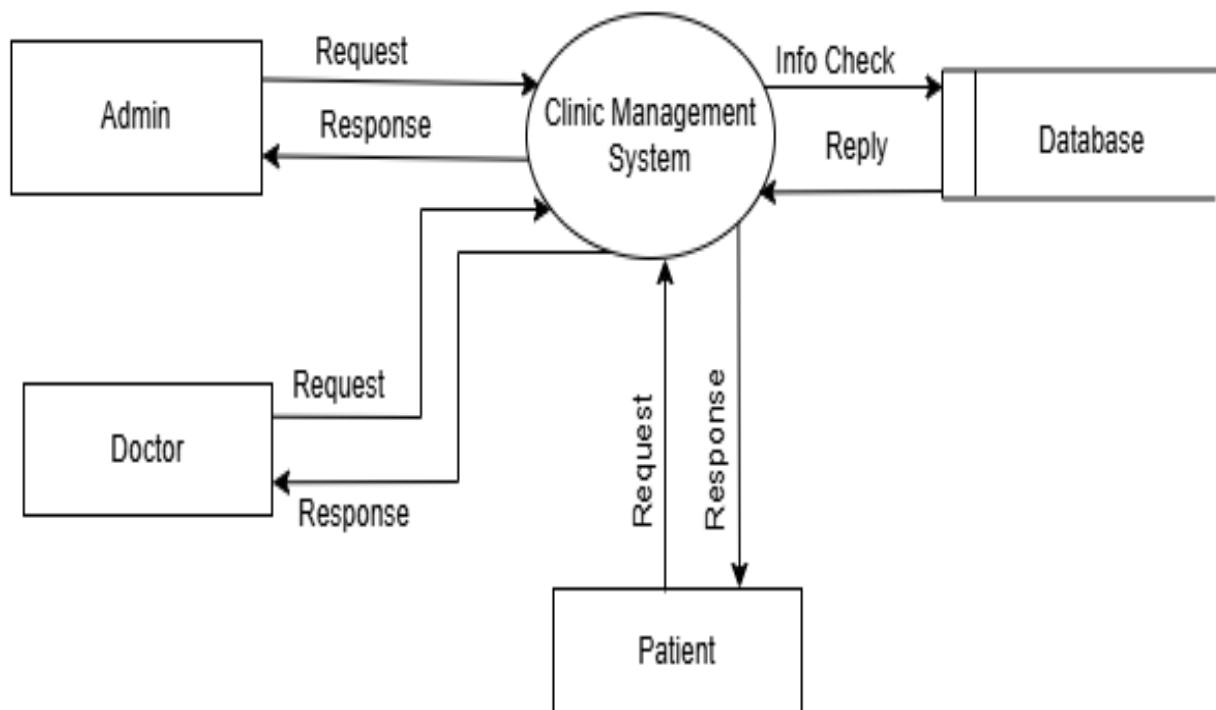 Request
Info Check
Admin
Clinic Management
System
Response
Reply
Database
Request
Doctor
Response
Request
Response
Patient